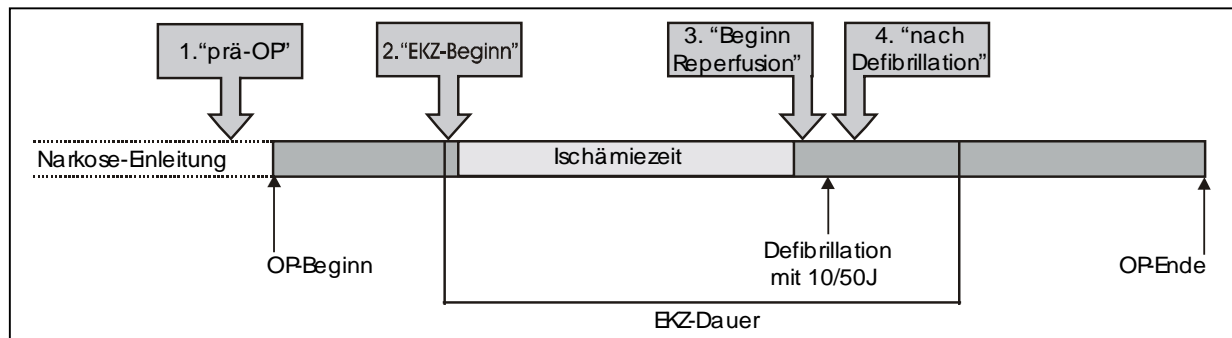 1.“prä-OP”
2.“EKZ-Beginn”
3. “Beginn
Reperfusion”
4. “nach
Defibrillation”
Narkose-Einleitung
Ischämiezeit
OP-Beginn
Defibrillation
mit 10/50J
OP-Ende
EKZ-Dauer